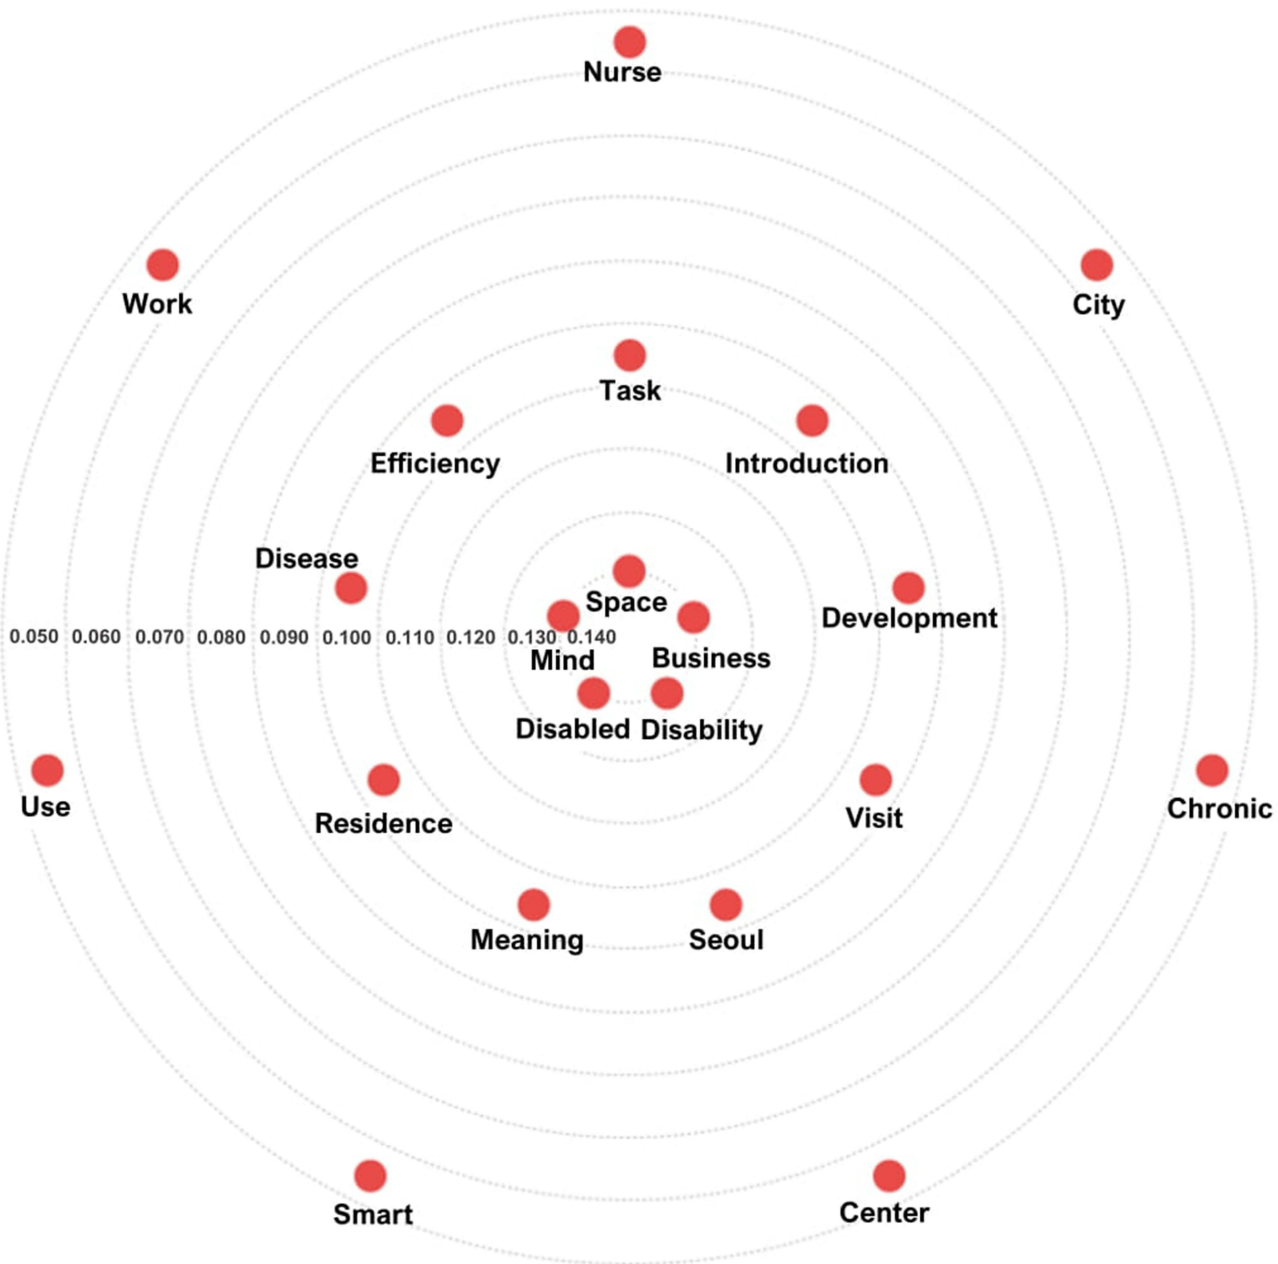 Nurse
Work
City
Task
Efficiency
Introduction
Disease
Space
Development
0.050 0.060 0.070 0.080 0.090 0.100 0.110 0.120 0.130 0.140
Mind
Business
Disabled
Disability
Use
Residence
Visit
Chronic
Meaning
Seoul
Smart
Center